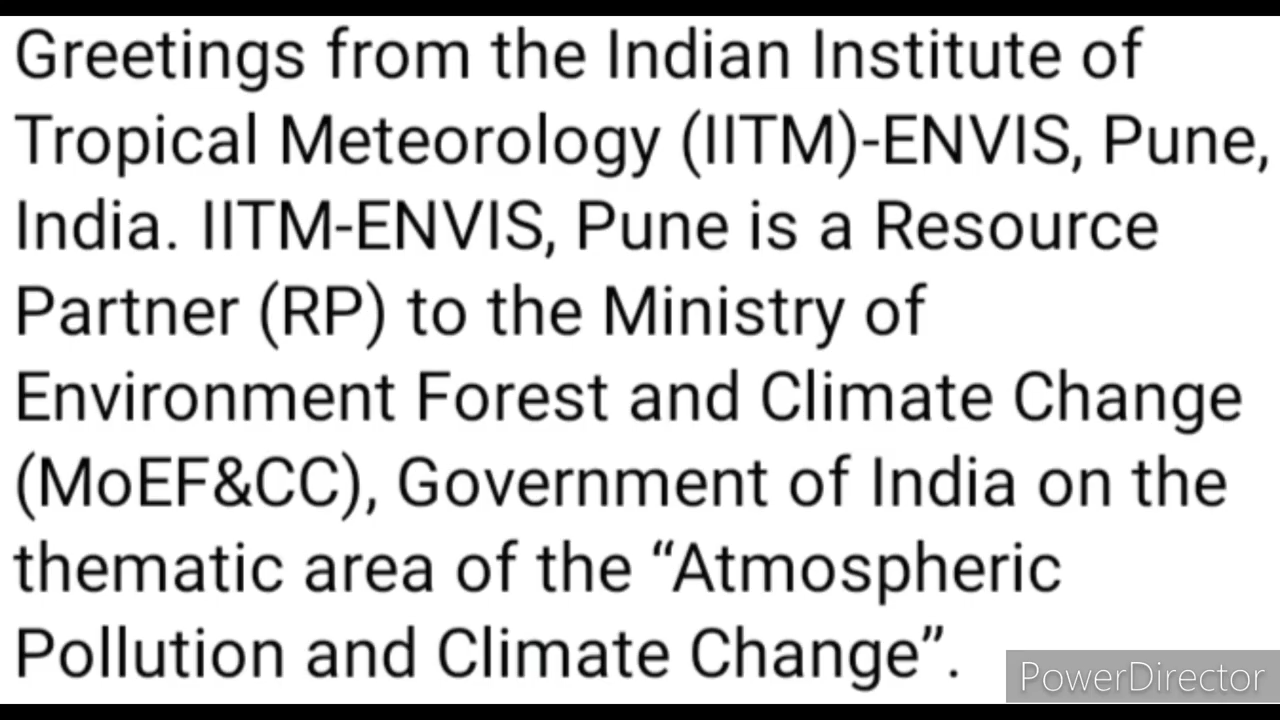 Greetings from the Indian Institute of
Tropical Meteorology (IITM)-ENVIS, Pune,
India. IITM-ENVIS, Pune is a Resource
Partner (RP) to the Ministry of
Environment Forest and Climate Change
(MoEF&CC), Government of India on the
thematic area of the “Atmospheric
Pollution and Climate Change”.
PowerDirector